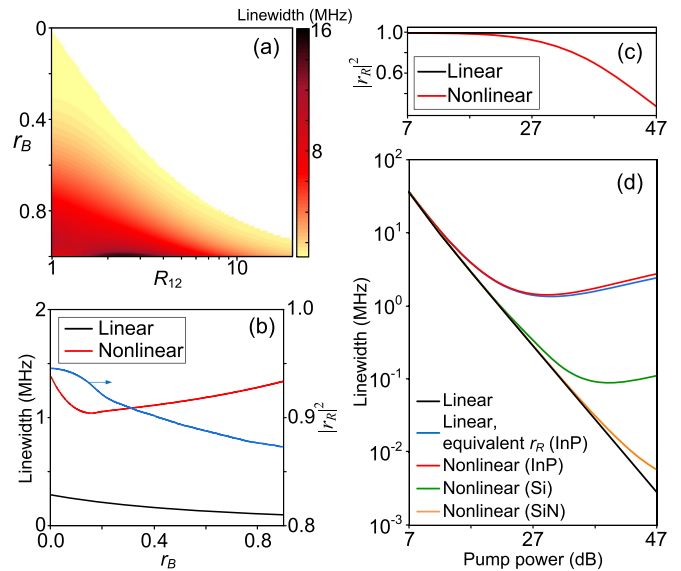 Linewidth (MHz)
(a)
0
0.4
0.8
r_B
1
10
R_12
16
8
(c)
1.0
0.6
|r_R|^2
Linear
Nonlinear
7
27
47
(b)
2
1
0
Linewidth (MHz)
Linear
Nonlinear
1.0
0.9
0.8
|r_R|^2
0.0
0.4
0.8
r_B
(d)
10^2
10^1
10^0
10^-1
10^-2
10^-3
Linewidth (MHz)
Linear
Linear,
equivalent r_R (InP)
Nonlinear (InP)
Nonlinear (Si)
Nonlinear (SiN)
7
27
47
Pump power (dB)